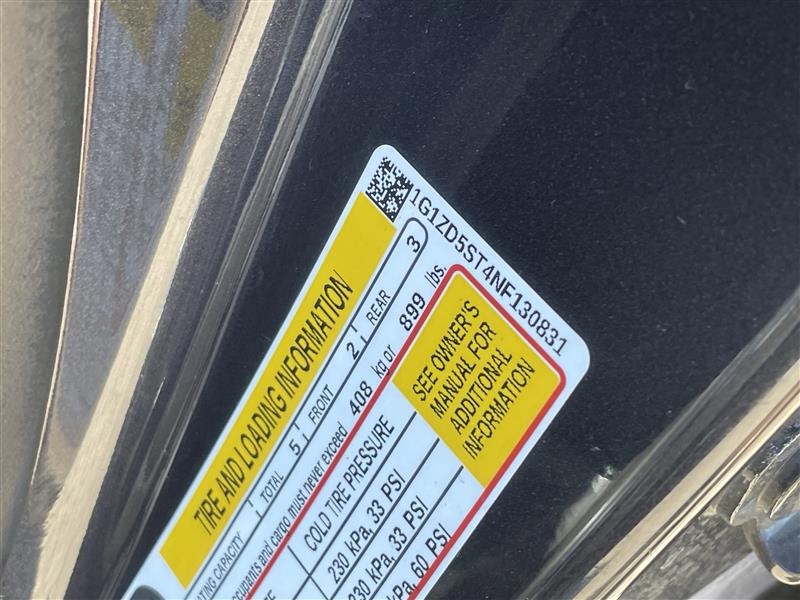 1G1ZD5ST4NF130831
TIRE AND LOADING INFORMATION
TOTAL 5 FRONT 2 REAR 3
and cargo must never exceed 408 kg or 899 lbs.
COLD TIRE PRESSURE
230 kPa, 33 PSI
230 kPa, 33 PSI
kPa, 60 PSI
SEE OWNER'S
MANUAL FOR
ADDITIONAL
INFORMATION